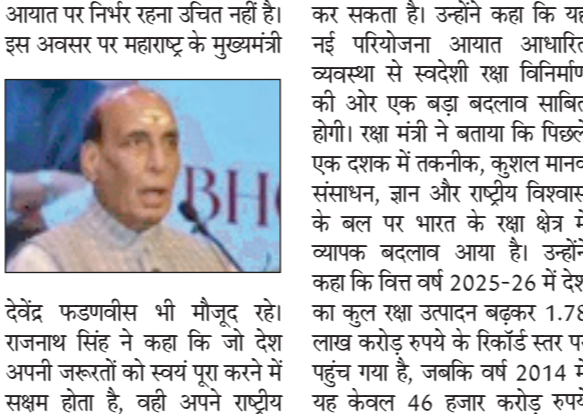 आयात पर निर्भर रहना उचित नहीं है।
इस अवसर पर महाराष्ट्र के मुख्यमंत्री
BH
देवेंद्र फडणवीस भी मौजूद रहे।
राजनाथ सिंह ने कहा कि जो देश
अपनी जरूरतों को स्वयं पूरा करने में
सक्षम होता है, वही अपने राष्ट्रीय
कर सकता है। उन्होंने कहा कि यह
नई परियोजना आयात आधारित
व्यवस्था से स्वदेशी रक्षा विनिर्माण
की ओर एक बड़ा बदलाव साबित
होगी। रक्षा मंत्री ने बताया कि पिछले
एक दशक में तकनीक, कुशल मानव
संसाधन, ज्ञान और राष्ट्रीय विश्वास
के बल पर भारत के रक्षा क्षेत्र में
व्यापक बदलाव आया है। उन्होंने
कहा कि वित्त वर्ष 2025-26 में देश
का कुल रक्षा उत्पादन बढ़कर 1.78
लाख करोड़ रुपये के रिकॉर्ड स्तर पर
पहुंच गया है, जबकि वर्ष 2014 में
यह केवल 46 हजार करोड़ रुपये